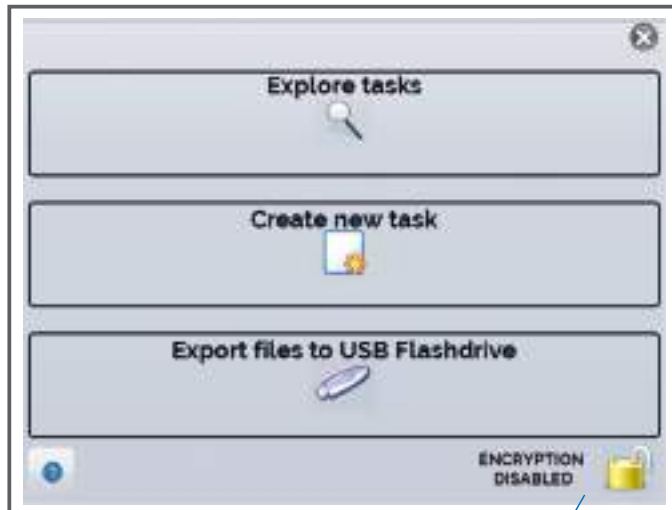 Explore tasks
Create new task
Export files to USB Flashdrive
ENCRYPTION
DISABLED